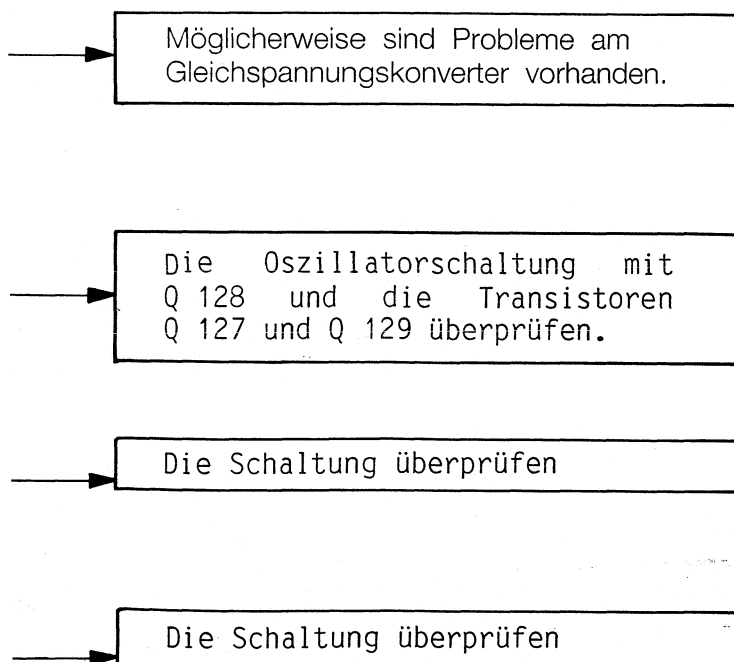 Möglicherweise sind Probleme am
Gleichspannungskonverter vorhanden.
Die Oszillatorschaltung mit
Q 128 und die Transistoren
Q 127 und Q 129 überprüfen.
Die Schaltung überprüfen
Die Schaltung überprüfen